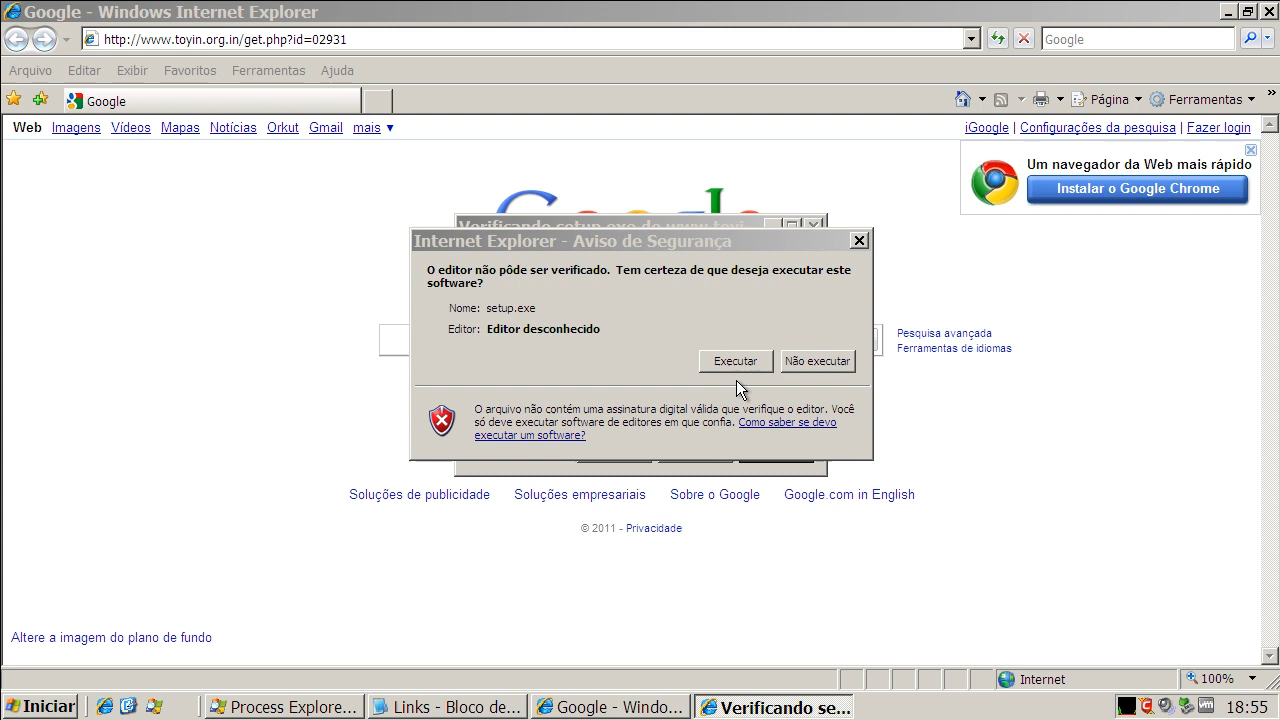 Google - Windows Internet Explorer
http://www.toyin.org.in/get.php?id=02931
Google
Arquivo Editar Exibir Favoritos Ferramentas Ajuda
Google
Página Ferramentas »
Web Imagens Vídeos Mapas Notícias Orkut Gmail mais ▼
iGoogle | Configurações da pesquisa | Fazer login
Um navegador da Web mais rápido
Instalar o Google Chrome
Verificando setup.exe de www.toyi
Internet Explorer - Aviso de Segurança
O editor não pôde ser verificado. Tem certeza de que deseja executar este
software?
Nome: setup.exe
Editor: Editor desconhecido
Executar Não executar
O arquivo não contém uma assinatura digital válida que verifique o editor. Você
só deve executar software de editores em que confia. Como saber se devo
executar um software?
Pesquisa avançada
Ferramentas de idiomas
Soluções de publicidade Soluções empresariais Sobre o Google Google.com in English
© 2011 - Privacidade
Altere a imagem do plano de fundo
Internet 100%
Iniciar Process Explore... Links - Bloco de... Google - Windo... Verificando se... 18:55